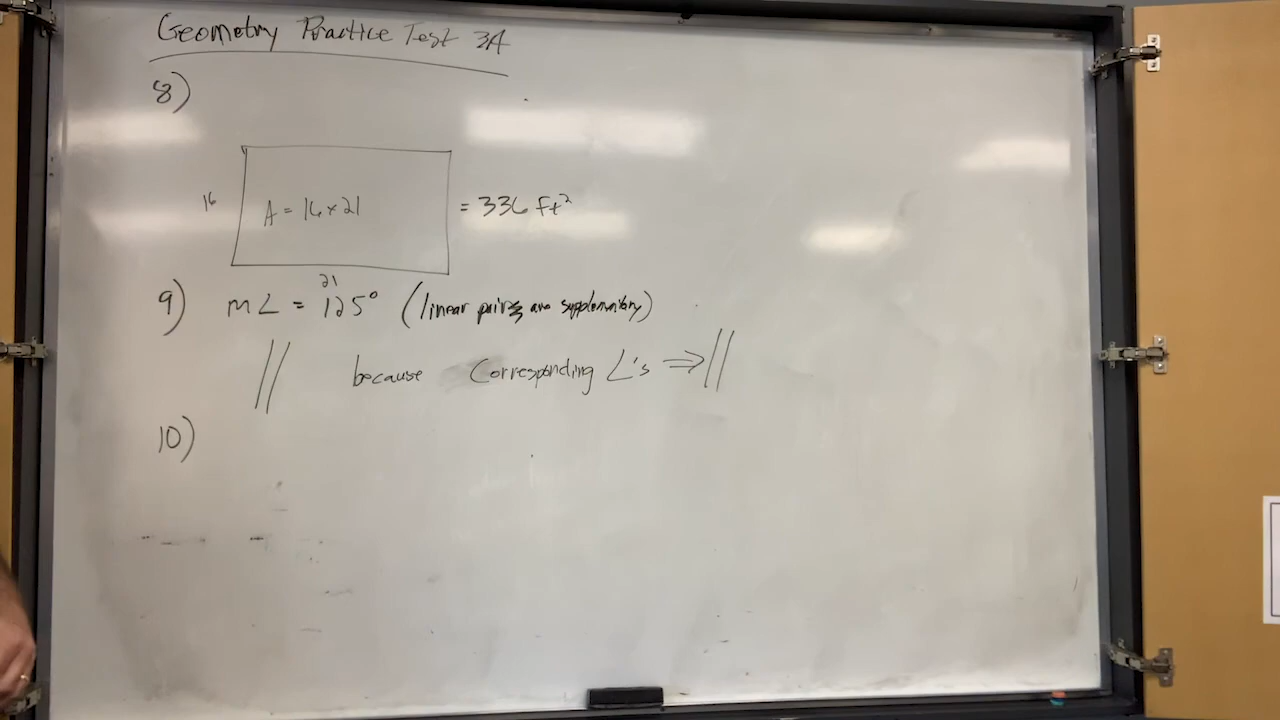 Geometry Practice Test 3A
8)
16 A = 16 x 21 = 336 Ft²
21
9) m∠ = 125° (linear pairs are supplementary)
// because Corresponding ∠'s ⇒ //
10)